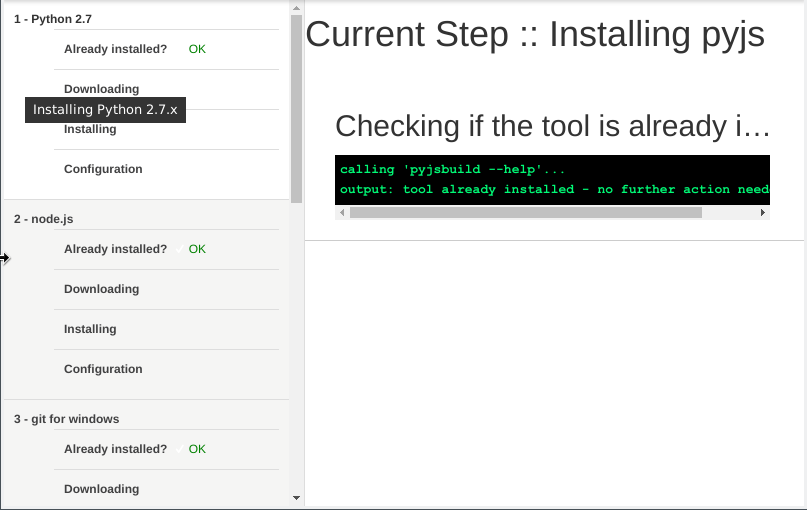 1 - Python 2.7
Already installed? OK
Downloading
Installing Python 2.7.x
Installing
Configuration
2 - node.js
Already installed? OK
Downloading
Installing
Configuration
3 - git for windows
Already installed? OK
Downloading
Current Step :: Installing pyjs
Checking if the tool is already i...
calling 'pyjsbuild --help'...
output: tool already installed - no further action need